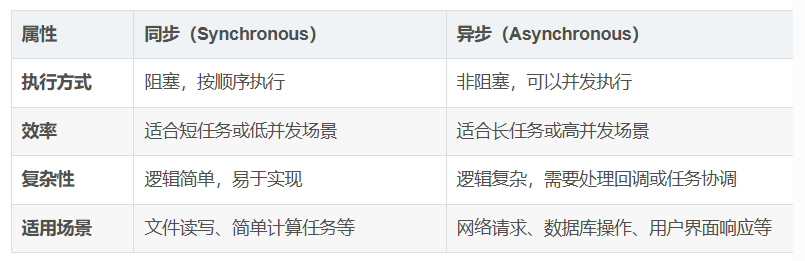 属性 同步（Synchronous） 异步（Asynchronous）
执行方式 阻塞，按顺序执行 非阻塞，可以并发执行
效率 适合短任务或低并发场景 适合长任务或高并发场景
复杂性 逻辑简单，易于实现 逻辑复杂，需要处理回调或任务协调
适用场景 文件读写、简单计算任务等 网络请求、数据库操作、用户界面响应等